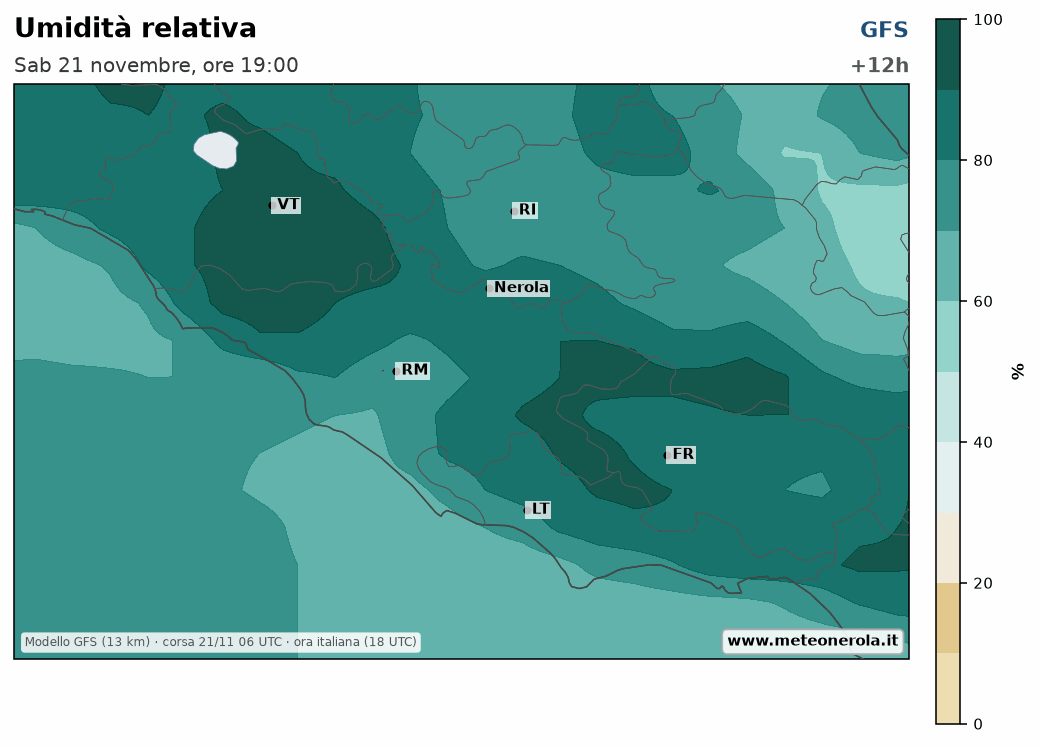 Umidità relativa
GFS
Sab 21 novembre, ore 19:00
+12h
100
80
60
40
20
0
%
VT
RI
Nerola
RM
FR
LT
Modello GFS (13 km) · corsa 21/11 06 UTC · ora italiana (18 UTC)
www.meteonerola.it